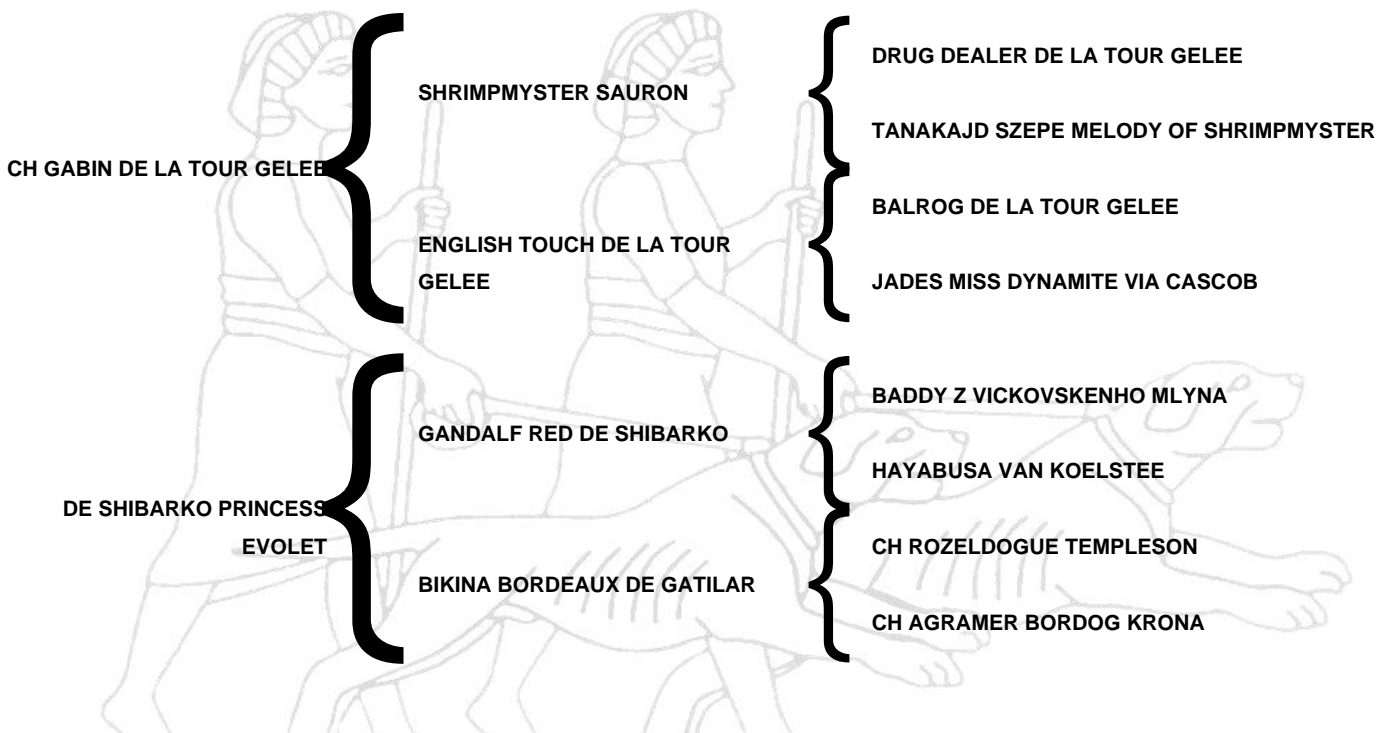 DRUG DEALER DE LA TOUR GELEE
SHRIMPMYSTER SAURON
TANAKAJD SZEPE MELODY OF SHRIMPMYSTER
CH GABIN DE LA TOUR GELEE
BALROG DE LA TOUR GELEE
ENGLISH TOUCH DE LA TOUR
GELEE
JADES MISS DYNAMITE VIA CASCOB
BADDY Z VICKOVSKENHO MLYNA
GANDALF RED DE SHIBARKO
HAYABUSA VAN KOELSTEE
DE SHIBARKO PRINCESS
EVOLET
CH ROZELDOGUE TEMPLESON
BIKINA BORDEAUX DE GATILAR
CH AGRAMER BORDOG KRONA